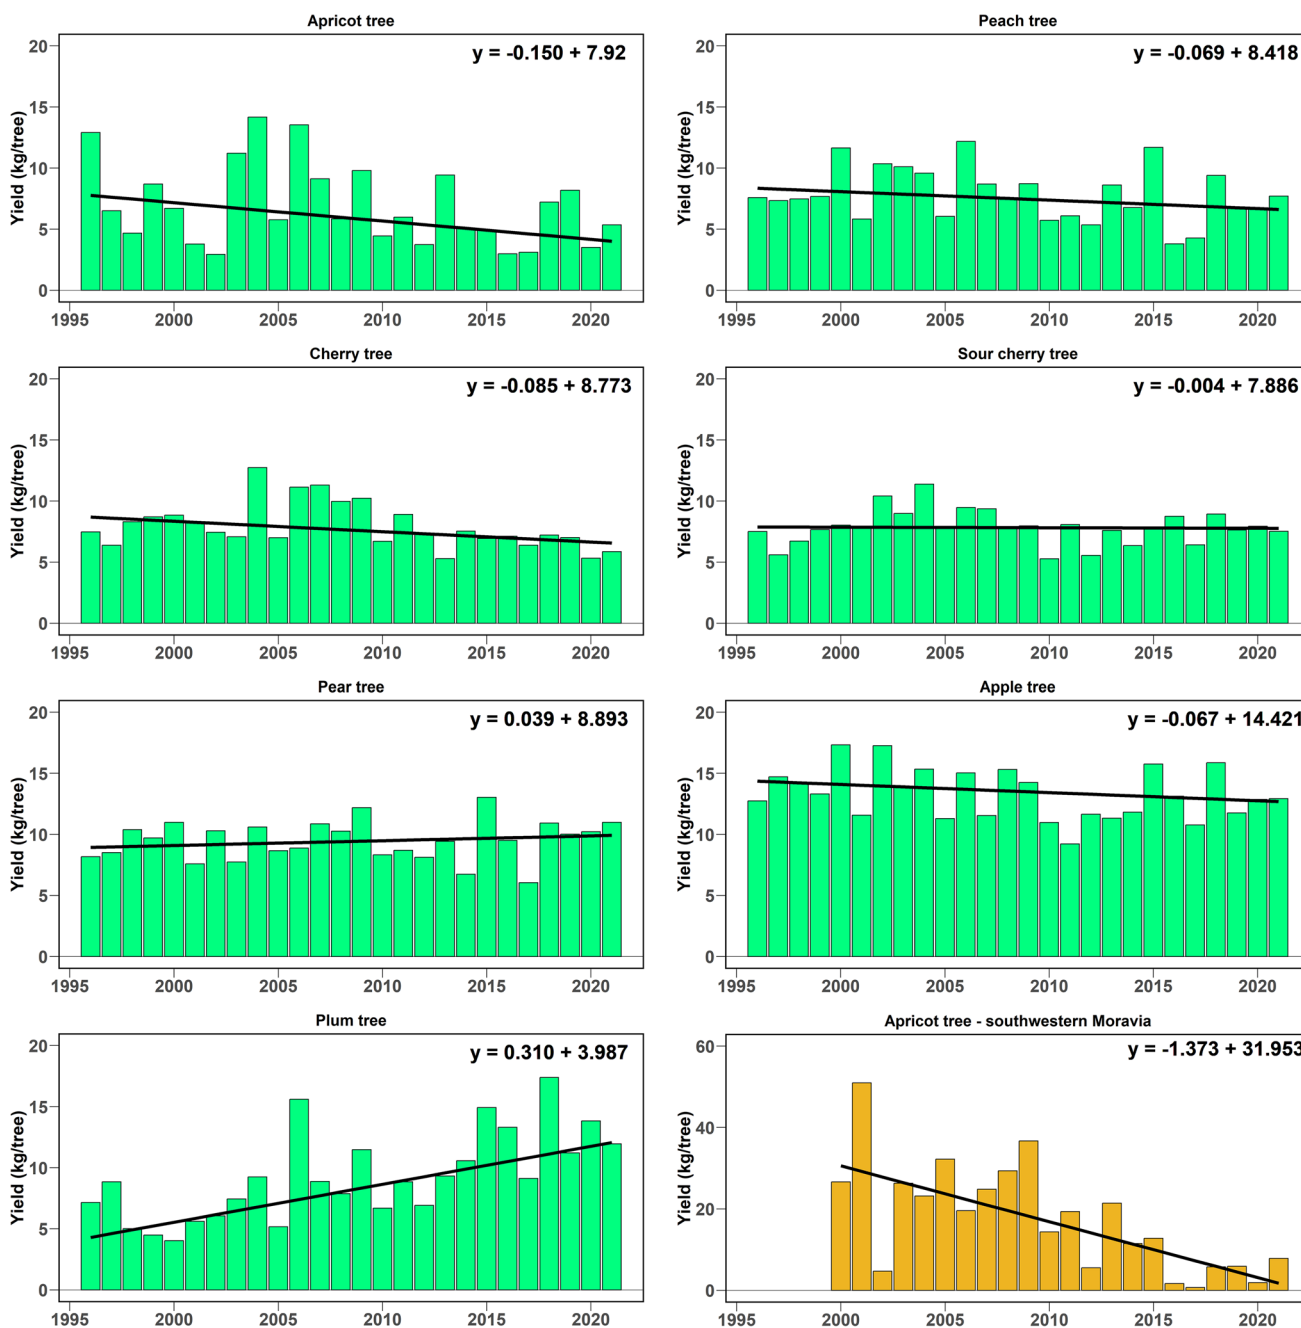 Apricot tree
y = -0.150 + 7.92
Yield (kg/tree)
20
15
10
5
0
1995 2000 2005 2010 2015 2020
Peach tree
y = -0.069 + 8.418
Yield (kg/tree)
20
15
10
5
0
1995 2000 2005 2010 2015 2020
Cherry tree
y = -0.085 + 8.773
Yield (kg/tree)
20
15
10
5
0
1995 2000 2005 2010 2015 2020
Sour cherry tree
y = -0.004 + 7.886
Yield (kg/tree)
20
15
10
5
0
1995 2000 2005 2010 2015 2020
Pear tree
y = 0.039 + 8.893
Yield (kg/tree)
20
15
10
5
0
1995 2000 2005 2010 2015 2020
Apple tree
y = -0.067 + 14.421
Yield (kg/tree)
20
15
10
5
0
1995 2000 2005 2010 2015 2020
Plum tree
y = 0.310 + 3.987
Yield (kg/tree)
20
15
10
5
0
1995 2000 2005 2010 2015 2020
Apricot tree - southwestern Moravia
y = -1.373 + 31.953
Yield (kg/tree)
60
40
20
0
1995 2000 2005 2010 2015 2020